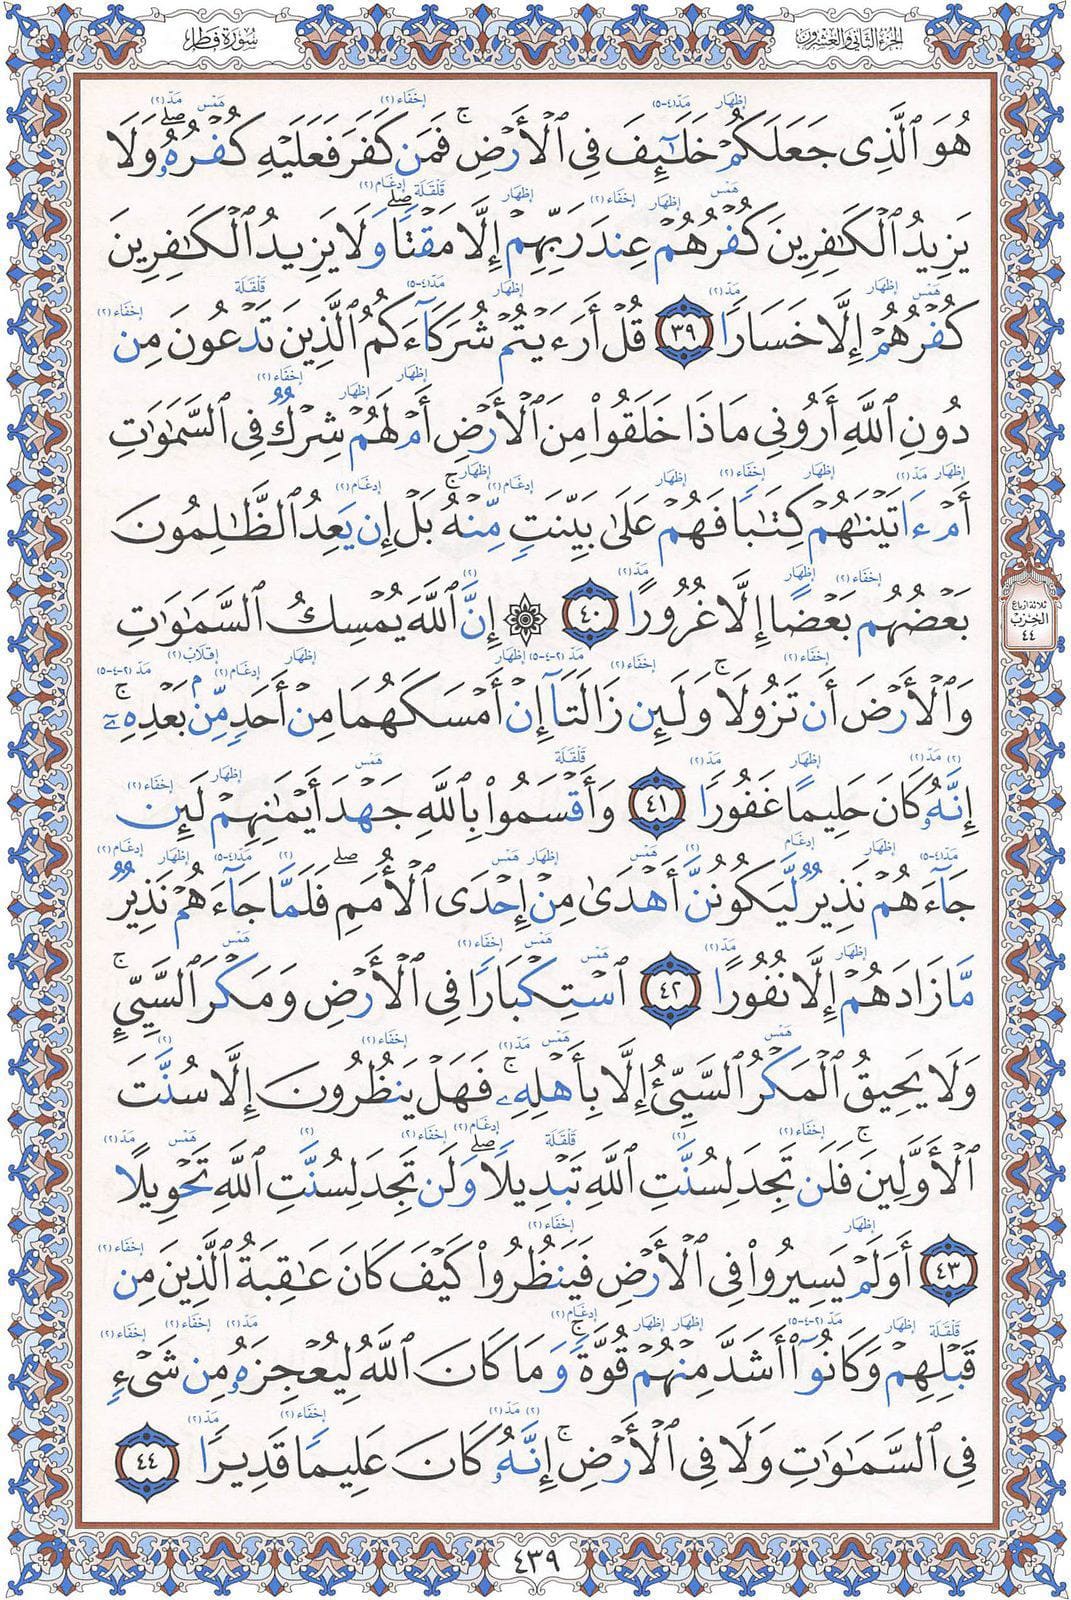 الجزء الثاني والعشرون
سورة فاطر
هُوَ ٱلَّذِى جَعَلَكُمْ خَلَـٰٓئِفَ فِى ٱلْأَرْضِ ۚ فَمَن كَفَرَ فَعَلَيْهِ كُفْرُهُۥ ۖ وَلَا
يَزِيدُ ٱلْكَـٰفِرِينَ كُفْرُهُمْ عِندَ رَبِّهِمْ إِلَّا مَقْتًا ۖ وَلَا يَزِيدُ ٱلْكَـٰفِرِينَ
كُفْرُهُمْ إِلَّا خَسَارًا ٣٩ قُلْ أَرَءَيْتُمْ شُرَكَآءَكُمُ ٱلَّذِينَ تَدْعُونَ مِن
دُونِ ٱللَّهِ أَرُونِى مَاذَا خَلَقُوا۟ مِنَ ٱلْأَرْضِ أَمْ لَهُمْ شِرْكٌ فِى ٱلسَّمَـٰوَٰتِ
أَمْ ءَاتَيْنَـٰهُمْ كِتَـٰبًا فَهُمْ عَلَىٰ بَيِّنَتٍ مِّنْهُ ۚ بَلْ إِن يَعِدُ ٱلظَّـٰلِمُونَ
بَعْضُهُم بَعْضًا إِلَّا غُرُورًا ٤٠ ۞ إِنَّ ٱللَّهَ يُمْسِكُ ٱلسَّمَـٰوَٰتِ
وَٱلْأَرْضَ أَن تَزُولَا ۚ وَلَئِن زَالَتَآ إِنْ أَمْسَكَهُمَا مِنْ أَحَدٍ مِّنۢ بَعْدِهِۦٓ ۚ
إِنَّهُۥ كَانَ حَلِيمًا غَفُورًا ٤١ وَأَقْسَمُوا۟ بِٱللَّهِ جَهْدَ أَيْمَـٰنِهِمْ لَئِن
جَآءَهُمْ نَذِيرٌ لَّيَكُونُنَّ أَهْدَىٰ مِنْ إِحْدَى ٱلْأُمَمِ ۖ فَلَمَّا جَآءَهُمْ نَذِيرٌ
مَّا زَادَهُمْ إِلَّا نُفُورًا ٤٢ ٱسْتِكْبَارًا فِى ٱلْأَرْضِ وَمَكْرَ ٱلسَّيِّئِ ۚ
وَلَا يَحِيقُ ٱلْمَكْرُ ٱلسَّيِّئُ إِلَّا بِأَهْلِهِۦ ۚ فَهَلْ يَنظُرُونَ إِلَّا سُنَّتَ
ٱلْأَوَّلِينَ ۚ فَلَن تَجِدَ لِسُنَّتِ ٱللَّهِ تَبْدِيلًا ۖ وَلَن تَجِدَ لِسُنَّتِ ٱللَّهِ تَحْوِيلًا
٤٣ أَوَلَمْ يَسِيرُوا۟ فِى ٱلْأَرْضِ فَيَنظُرُوا۟ كَيْفَ كَانَ عَـٰقِبَةُ ٱلَّذِينَ مِن
قَبْلِهِمْ وَكَانُوٓا۟ أَشَدَّ مِنْهُمْ قُوَّةً ۚ وَمَا كَانَ ٱللَّهُ لِيُعْجِزَهُۥ مِن شَىْءٍ
فِى ٱلسَّمَـٰوَٰتِ وَلَا فِى ٱلْأَرْضِ ۚ إِنَّهُۥ كَانَ عَلِيمًا قَدِيرًا ٤٤
ثلاثة أرباع
الحزب
٤٤
٤٣٩